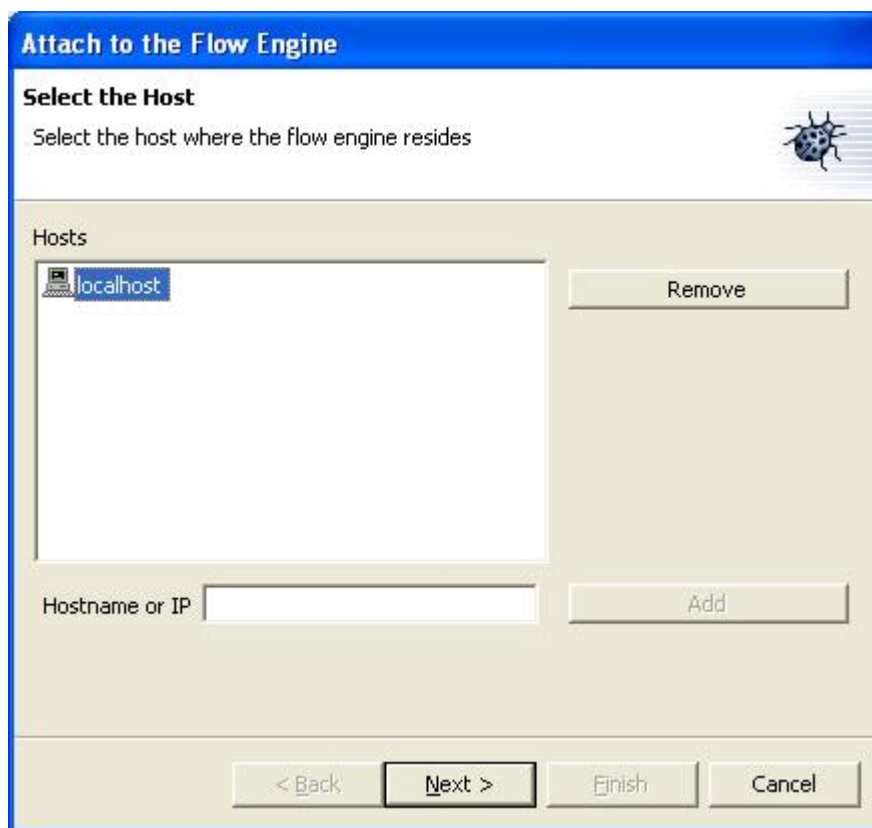 Attach to the Flow Engine
Select the Host
Select the host where the flow engine resides
Hosts
localhost
Remove
Hostname or IP
Add
< Back
Next >
Finish
Cancel